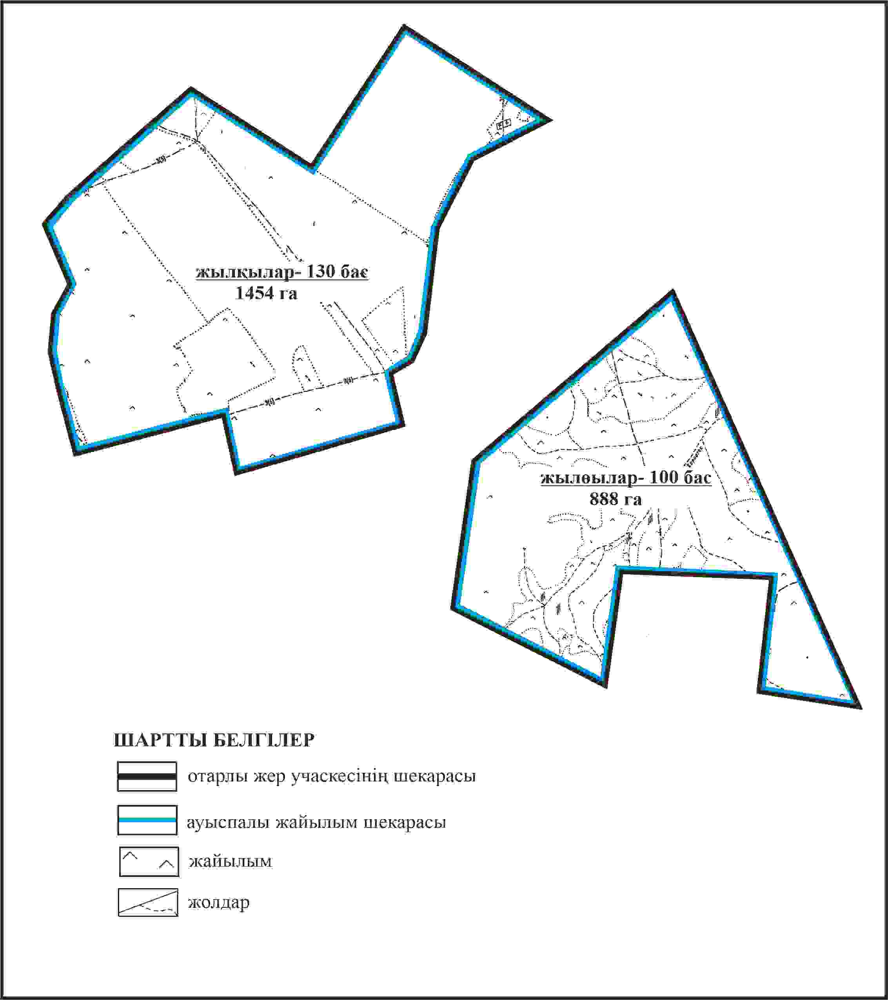 жылқылар- 130 бас
1454 га
жылөылар- 100 бас
888 га
ШАРТТЫ БЕЛГІЛЕР
отарлы жер учаскесінің шекарасы
ауыспалы жайылым шекарасы
жайылым
жолдар